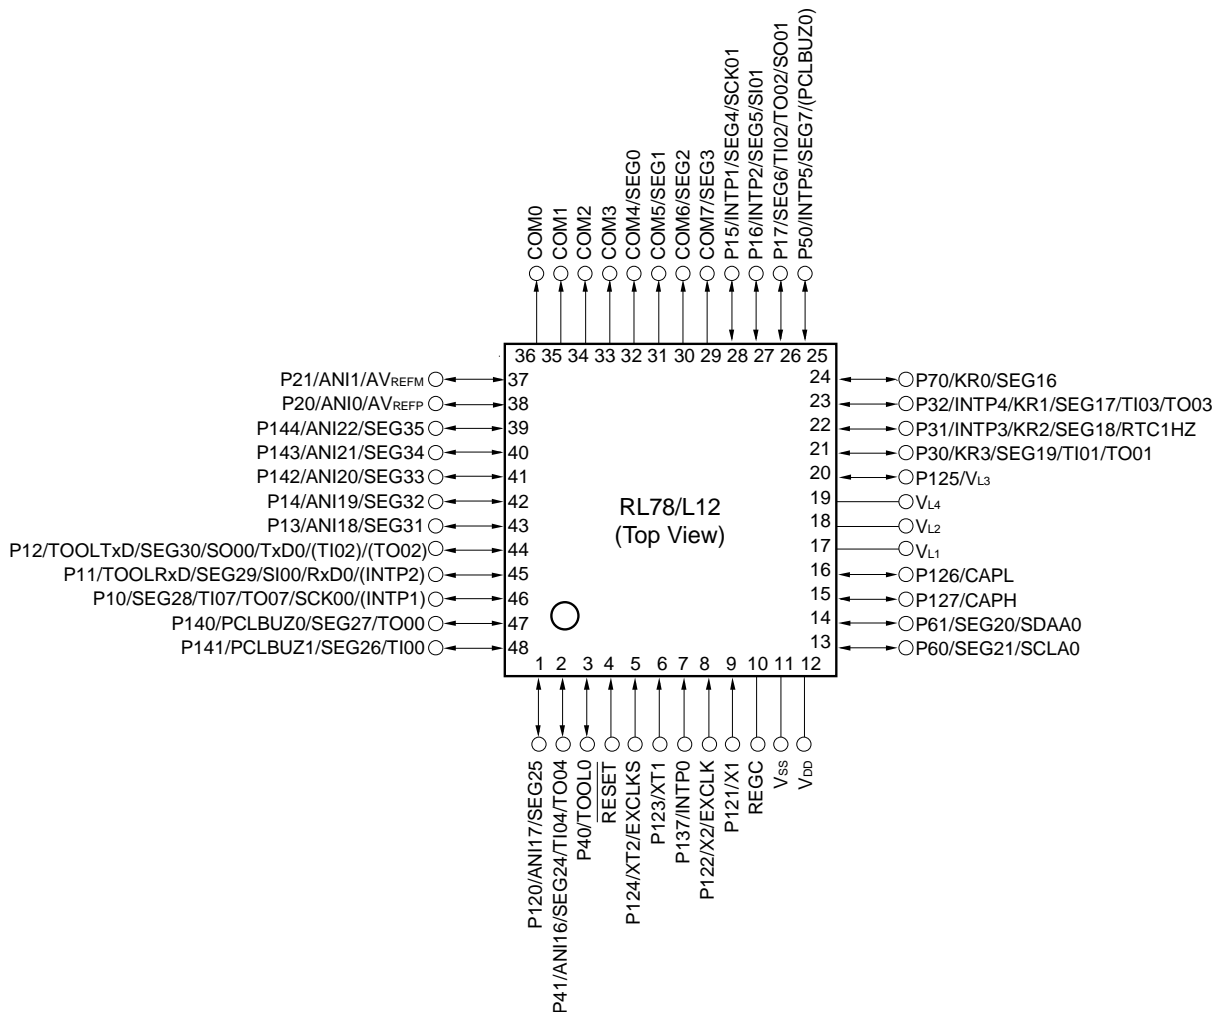 COM0
COM1
COM2
COM3
COM4/SEG0
COM5/SEG1
COM6/SEG2
COM7/SEG3
P15/INTP1/SEG4/SCK01
P16/INTP2/SEG5/SI01
P17/SEG6/TI02/TO02/SO01
P50/INTP5/SEG7/(PCLBUZ0)
36 35 34 33 32 31 30 29 28 27 26 25
P21/ANI1/AVREFM 37
P20/ANI0/AVREFP 38
P144/ANI22/SEG35 39
P143/ANI21/SEG34 40
P142/ANI20/SEG33 41
P14/ANI19/SEG32 42
P13/ANI18/SEG31 43
P12/TOOLTxD/SEG30/SO00/TxD0/(TI02)/(TO02) 44
P11/TOOLRxD/SEG29/SI00/RxD0/(INTP2) 45
P10/SEG28/TI07/TO07/SCK00/(INTP1) 46
P140/PCLBUZ0/SEG27/TO00 47
P141/PCLBUZ1/SEG26/TI00 48
RL78/L12
(Top View)
24 P70/KR0/SEG16
23 P32/INTP4/KR1/SEG17/TI03/TO03
22 P31/INTP3/KR2/SEG18/RTC1HZ
21 P30/KR3/SEG19/TI01/TO01
20 P125/VL3
19 VL4
18 VL2
17 VL1
16 P126/CAPL
15 P127/CAPH
14 P61/SEG20/SDAA0
13 P60/SEG21/SCLA0
1 2 3 4 5 6 7 8 9 10 11 12
P120/ANI17/SEG25
P41/ANI16/SEG24/TI04/TO04
P40/TOOL0
RESET
P124/XT2/EXCLKS
P123/XT1
P137/INTP0
P122/X2/EXCLK
P121/X1
REGC
VSS
VDD